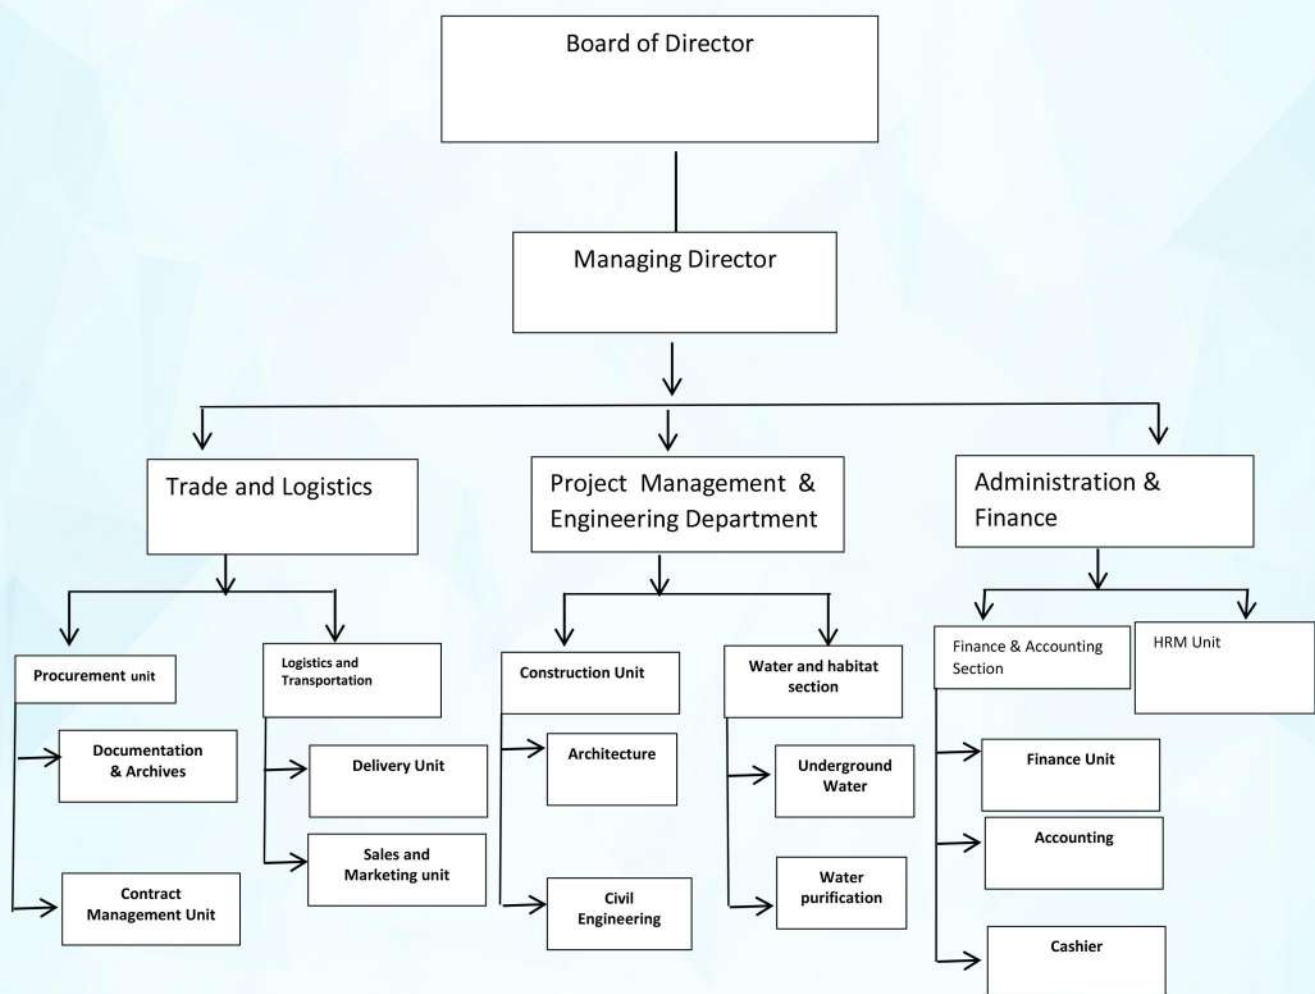 Board of Director
Managing Director
Trade and Logistics
Project Management &
Engineering Department
Administration &
Finance
Procurement unit
Logistics and
Transportation
Construction Unit
Water and habitat
section
Finance & Accounting
Section
HRM Unit
Documentation
& Archives
Delivery Unit
Architecture
Underground
Water
Finance Unit
Sales and
Marketing unit
Accounting
Contract
Management Unit
Civil
Engineering
Water
purification
Cashier